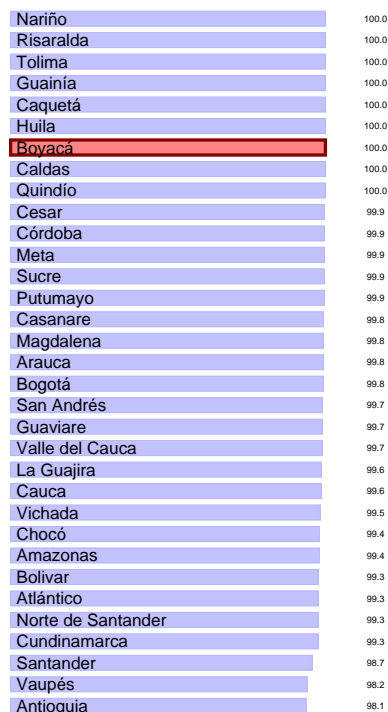 Nariño 100.0
Risaralda 100.0
Tolima 100.0
Guainía 100.0
Caquetá 100.0
Huila 100.0
Boyacá 100.0
Caldas 100.0
Quindío 100.0
Cesar 99.9
Córdoba 99.9
Meta 99.9
Sucre 99.9
Putumayo 99.9
Casanare 99.8
Magdalena 99.8
Arauca 99.8
Bogotá 99.8
San Andrés 99.7
Guaviare 99.7
Valle del Cauca 99.7
La Guajira 99.6
Cauca 99.6
Vichada 99.5
Chocó 99.4
Amazonas 99.4
Bolivar 99.3
Atlántico 99.3
Norte de Santander 99.3
Cundinamarca 99.3
Santander 98.7
Vaupés 98.2
Antioquia 98.1